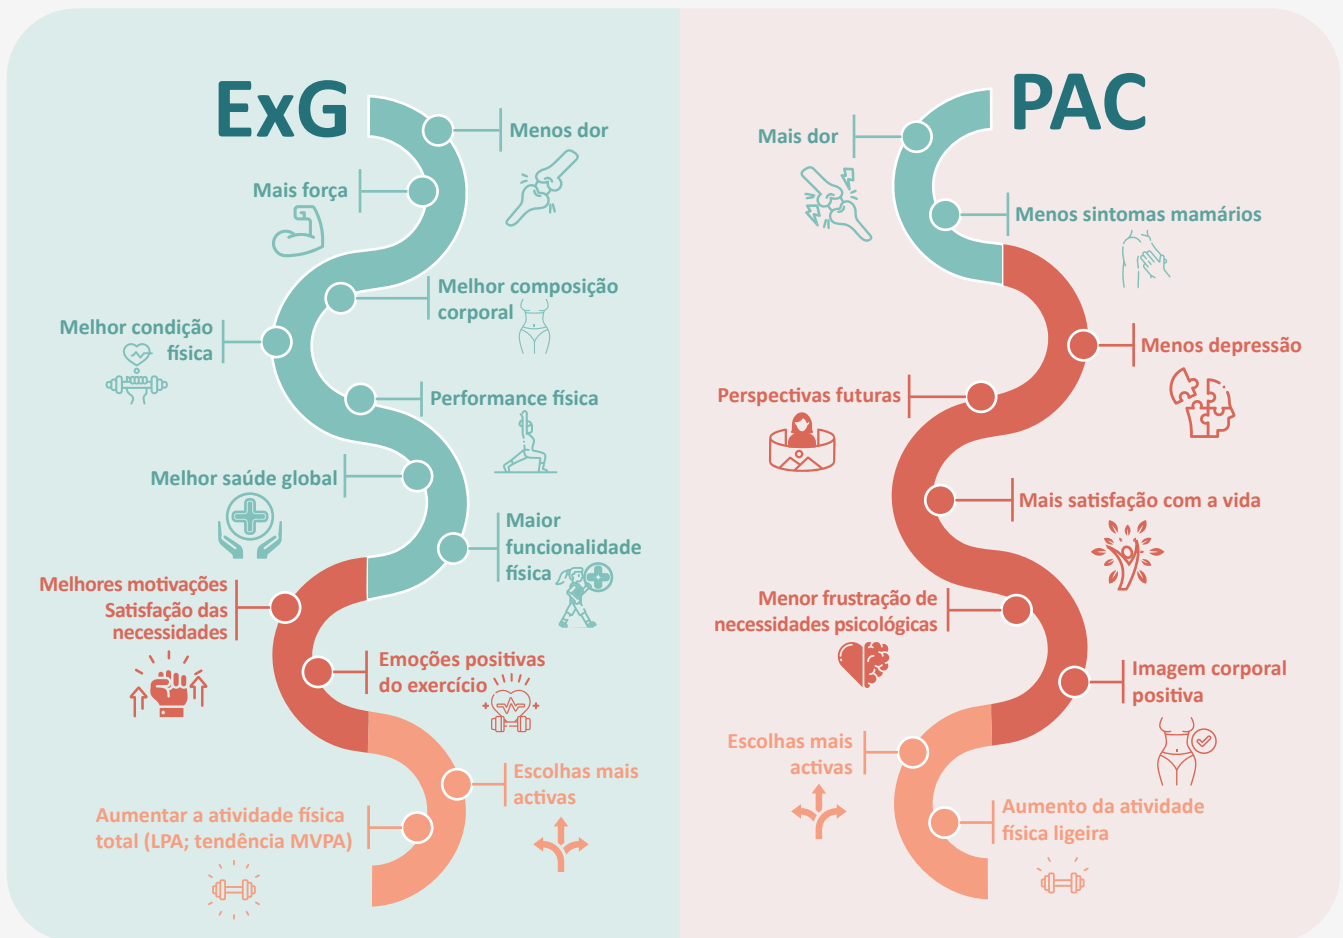 ExG
Menos dor
Mais força
Melhor composição
corporal
Melhor condição
física
Performance física
Melhor saúde global
Maior
funcionalidade
física
Melhores motivações
Satisfação das
necessidades
Emoções positivas
do exercício
Escolhas mais
activas
Aumentar a atividade física
total (LPA; tendência MVPA)
PAC
Mais dor
Menos sintomas mamários
Menos depressão
Perspectivas futuras
Mais satisfação com a vida
Menor frustração de
necessidades psicológicas
Imagem corporal
positiva
Escolhas mais
activas
Aumento da atividade
física ligeira